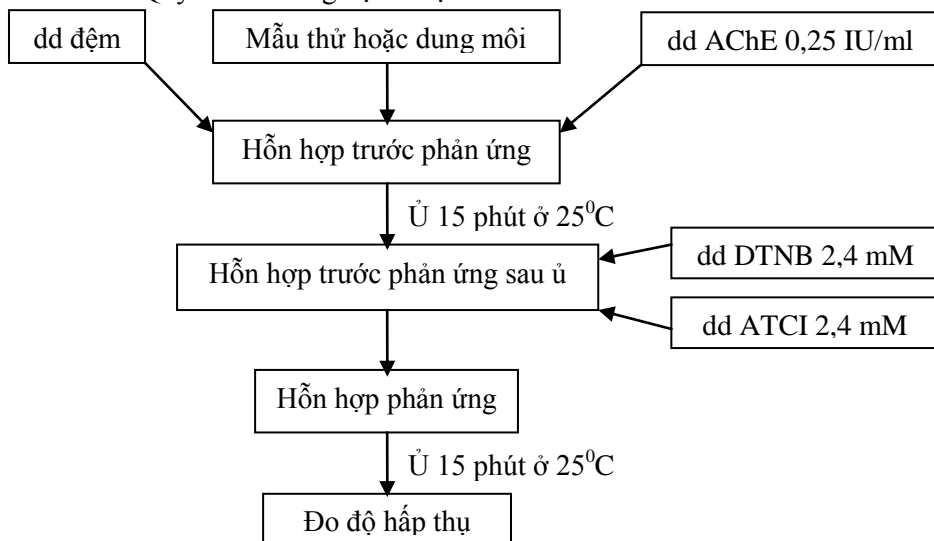 dd đệm
Mẫu thử hoặc dung môi
dd AChE 0,25 IU/ml
Hỗn hợp trước phản ứng
Ủ 15 phút ở 25⁰C
Hỗn hợp trước phản ứng sau ủ
dd DTNB 2,4 mM
dd ATCI 2,4 mM
Hỗn hợp phản ứng
Ủ 15 phút ở 25⁰C
Đo độ hấp thụ